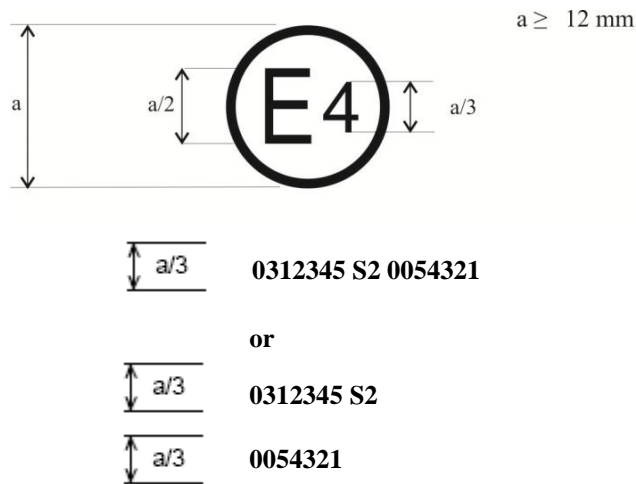 a ≥ 12 mm
a
a/2
E4
a/3
a/3
0312345 S2 0054321
or
a/3
0312345 S2
a/3
0054321